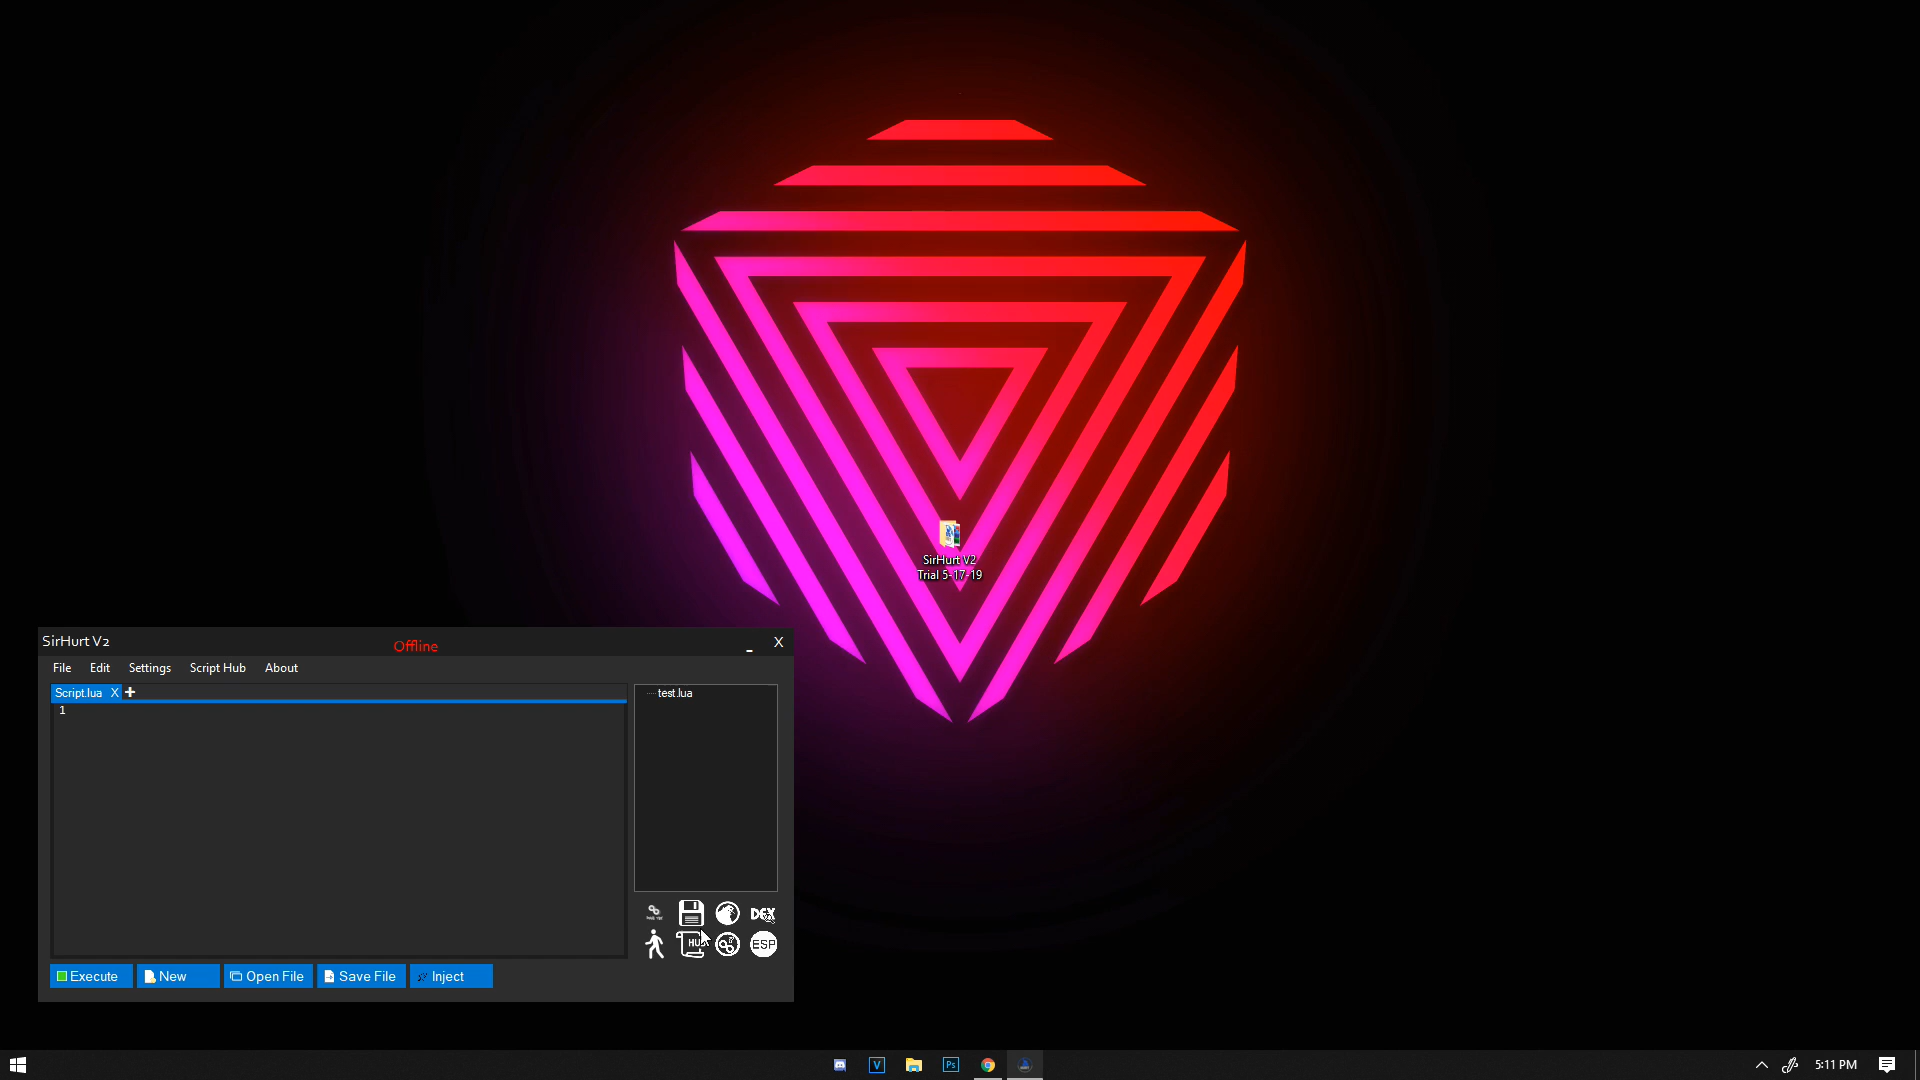 SirHurt V2
Trial 5-17-19
SirHurt V2
Offline
_ X
File Edit Settings Script Hub About
Script.lua X +
test.lua
1
DEX
HUB
ESP
Execute New Open File Save File Inject
V
Ps
5:11 PM